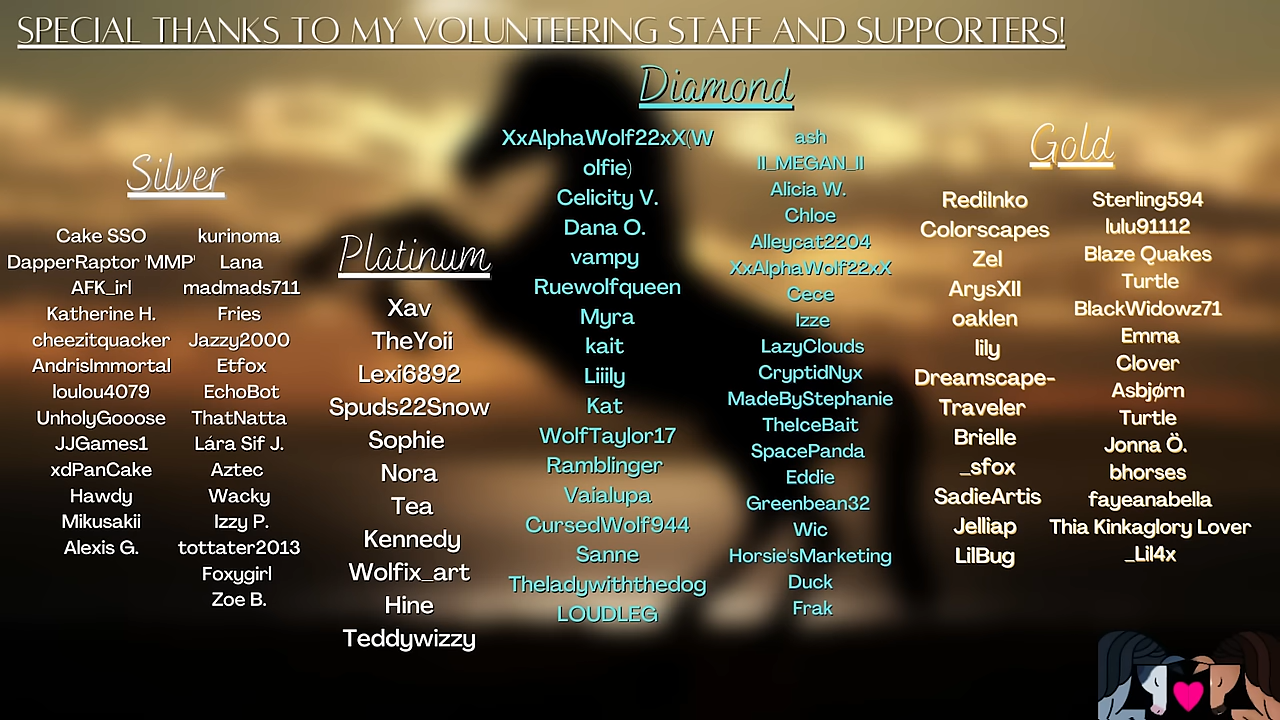 SPECIAL THANKS TO MY VOLUNTEERING STAFF AND SUPPORTERS!
Silver
Cake SSO
DapperRaptor 'MMP'
AFK_irl
Katherine H.
cheezitquacker
AndrisImmortal
loulou4079
UnholyGooose
JJGames1
xdPanCake
Hawdy
Mikusakii
Alexis G.
kurinoma
Lana
madmads711
Fries
Jazzy2000
Etfox
EchoBot
ThatNatta
Lára Sif J.
Aztec
Wacky
Izzy P.
tottater2013
Foxygirl
Zoe B.
Platinum
Xav
TheYoii
Lexi6892
Spuds22Snow
Sophie
Nora
Tea
Kennedy
Wolfix_art
Hine
Teddywizzy
Diamond
XxAlphaWolf22xX(W
olfie)
Celicity V.
Dana O.
vampy
Ruewolfqueen
Myra
kait
Liiily
Kat
WolfTaylor17
Ramblinger
Vaialupa
CursedWolf944
Sanne
Theladywiththedog
LOUDLEG
ash
II_MEGAN_II
Alicia W.
Chloe
Alleycat2204
XxAlphaWolf22xX
Cece
Izze
LazyClouds
CryptidNyx
MadeByStephanie
TheIceBait
SpacePanda
Eddie
Greenbean32
Wic
Horsie'sMarketing
Duck
Frak
Gold
RediInko
Colorscapes
Zel
ArysXII
oaklen
lily
Dreamscape-
Traveler
Brielle
_sfox
SadieArtis
Jelliap
LilBug
Sterling594
lulu91112
Blaze Quakes
Turtle
BlackWidowz71
Emma
Clover
Asbjørn
Turtle
Jonna Ö.
bhorses
fayeanabella
Thia Kinkaglory Lover
_Lil4x